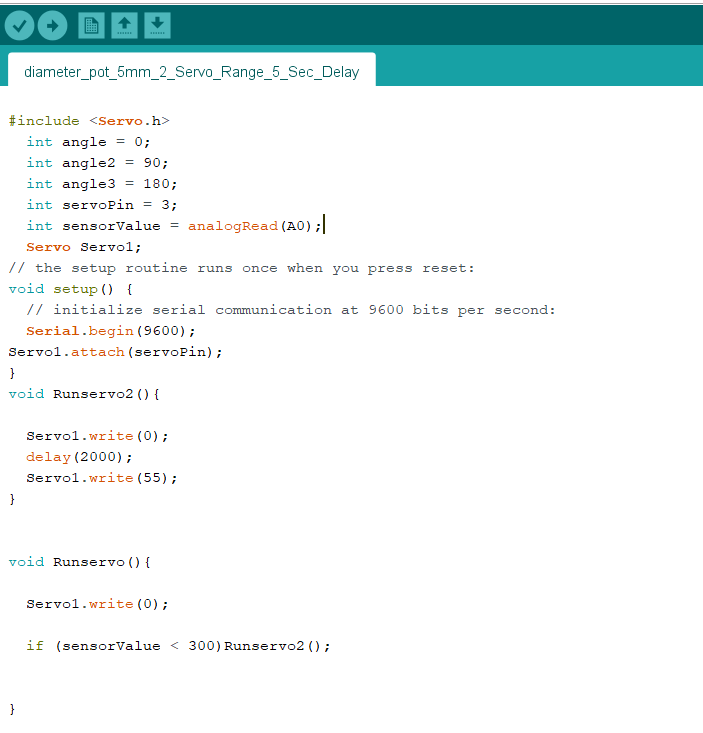 diameter_pot_5mm_2_Servo_Range_5_Sec_Delay
#include <Servo.h>
int angle = 0;
int angle2 = 90;
int angle3 = 180;
int servoPin = 3;
int sensorValue = analogRead(A0);
Servo Servo1;
// the setup routine runs once when you press reset:
void setup() {
// initialize serial communication at 9600 bits per second:
Serial.begin(9600);
Servo1.attach(servoPin);
}
void Runservo2(){
Servo1.write(0);
delay(2000);
Servo1.write(55);
}
void Runservo(){
Servo1.write(0);
if (sensorValue < 300)Runservo2();
}